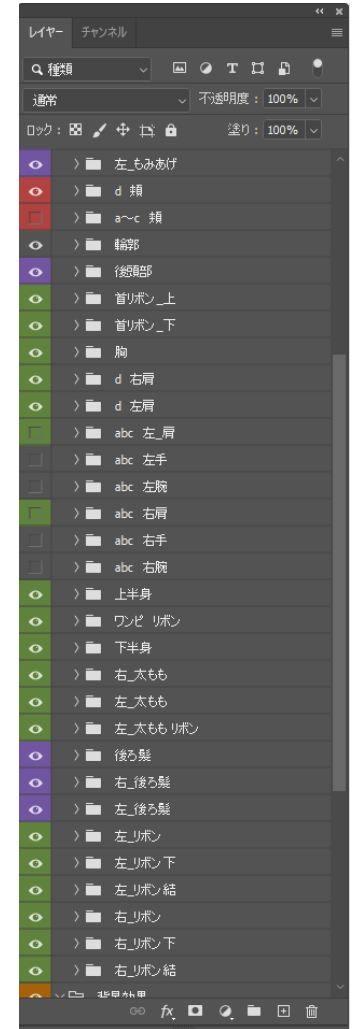 レイヤー チャンネル
種類
通常 不透明度： 100%
ロック： 塗り： 100%
左_もみあげ
d 頬
a～c 頬
輪郭
後頭部
首リボン_上
首リボン_下
胸
d 右肩
d 左肩
abc 左_肩
abc 左手
abc 左腕
abc 右肩
abc 右手
abc 右腕
上半身
ワンピ リボン
下半身
右_太もも
左_太もも
左_太もも リボン
後ろ髪
右_後ろ髪
左_後ろ髪
左_リボン
左_リボン下
左_リボン結
右_リボン
右_リボン下
右_リボン結
背景効果
fx